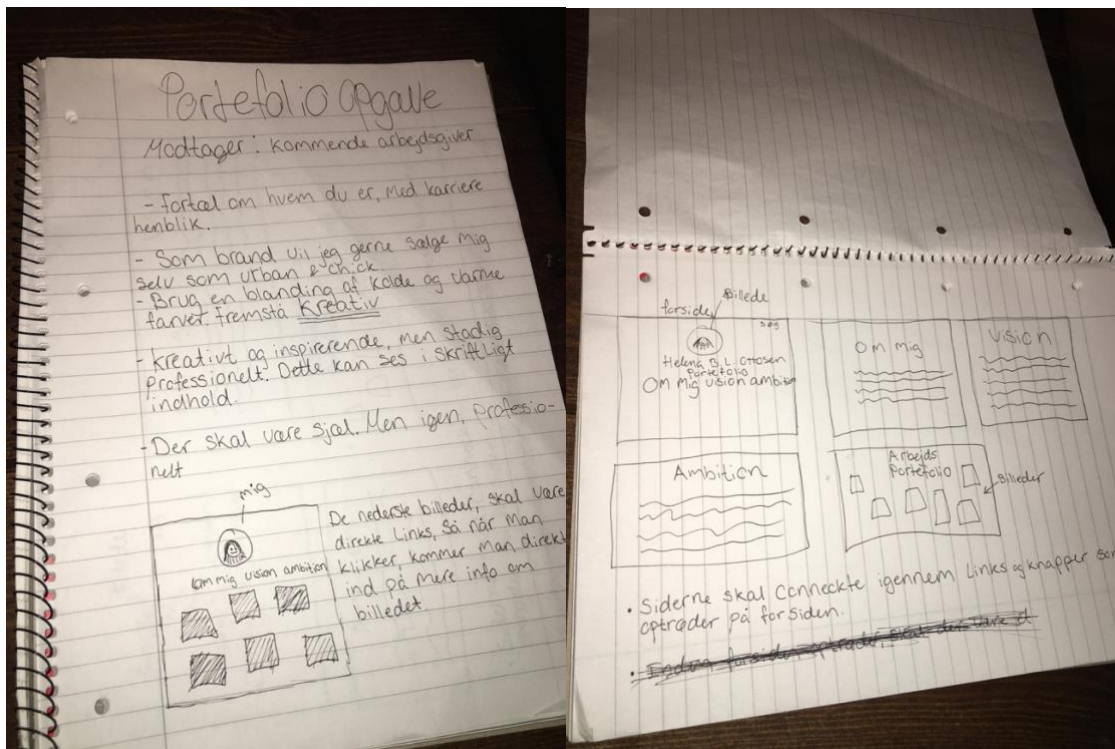 Portefolio Opgave
Modtager: Kommende arbejdsgiver
- fortæl om hvem du er, med karriere
henblik.
- Som brand vil jeg gerne sælge mig
selv som urban & chick
- Brug en blanding af kolde og varme
farver. fremstå Kreativ
- kreativt og inspirerende, men stadig
professionelt. Dette kan ses i skriftligt
indhold.
- Der skal være sjæl. Men igen, professio-
nelt
mig
om mig vision ambition
De nederste billeder, skal være
direkte links, så når man
klikker, kommer man direkt
ind på mere info om
billedet.
forside
Billede
søg
Helena B.L. Ottosen
Portefolio
Om mig vision ambition
Om mig
Vision
Ambition
Arbejds
Portefolio
Billeder
• Siderne skal conneckte igennem links og knapper som
optræder på forsiden.